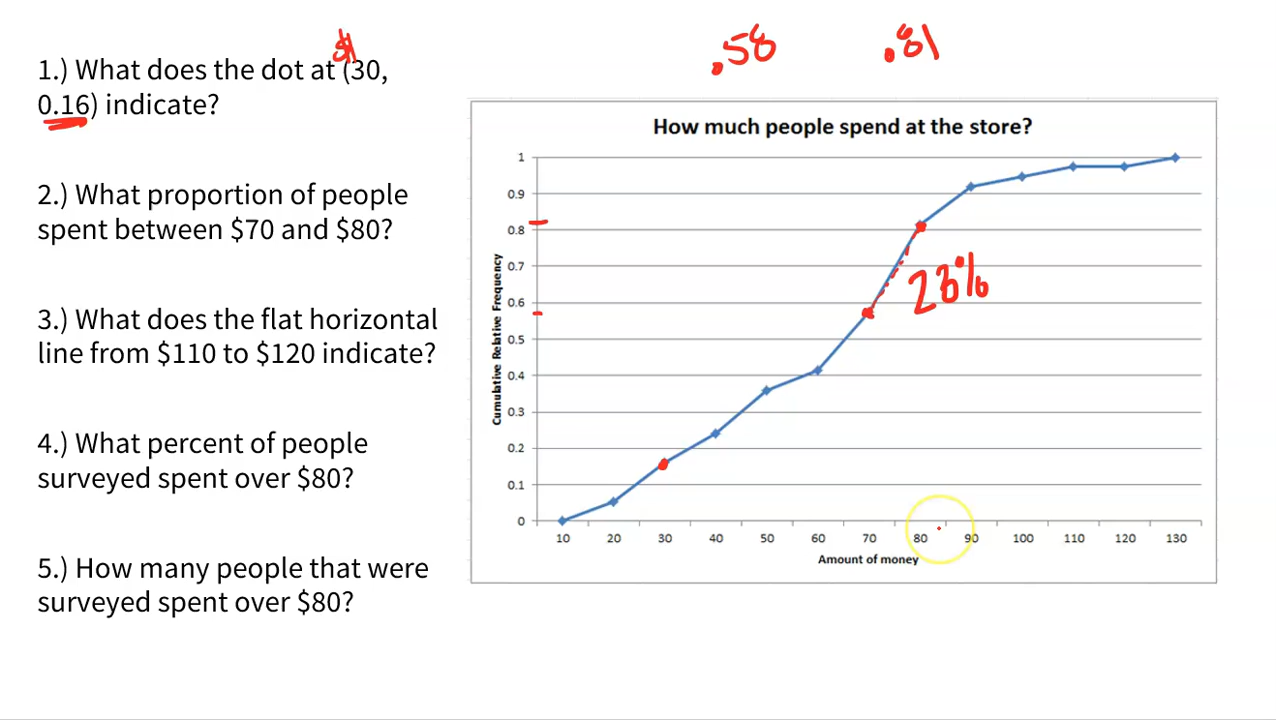 1.) What does the dot at (30,
0.16) indicate?
2.) What proportion of people
spent between $70 and $80?
3.) What does the flat horizontal
line from $110 to $120 indicate?
4.) What percent of people
surveyed spent over $80?
5.) How many people that were
surveyed spent over $80?
$
.58 .81
How much people spend at the store?
Cumulative Relative Frequency
1
0.9
0.8
0.7
0.6
0.5
0.4
0.3
0.2
0.1
0
23%
10 20 30 40 50 60 70 80 90 100 110 120 130
Amount of money